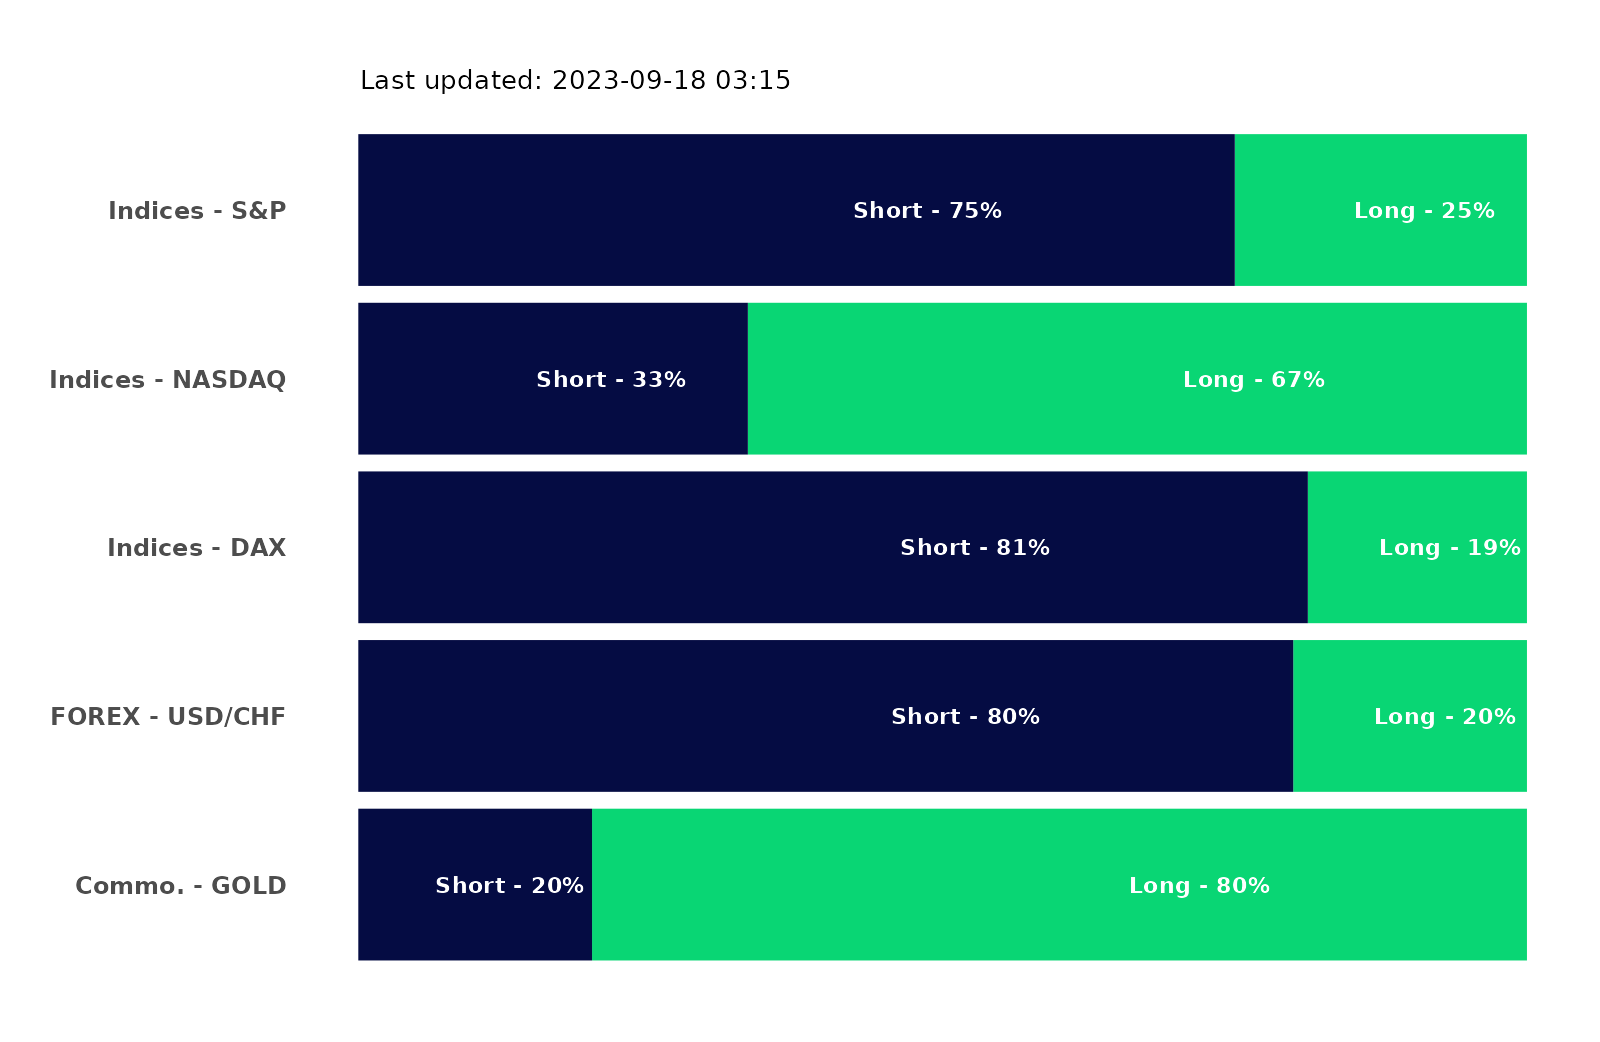 Last updated: 2023-09-18 03:15
Indices - S&P Short - 75% Long - 25%
Indices - NASDAQ Short - 33% Long - 67%
Indices - DAX Short - 81% Long - 19%
FOREX - USD/CHF Short - 80% Long - 20%
Commo. - GOLD Short - 20% Long - 80%